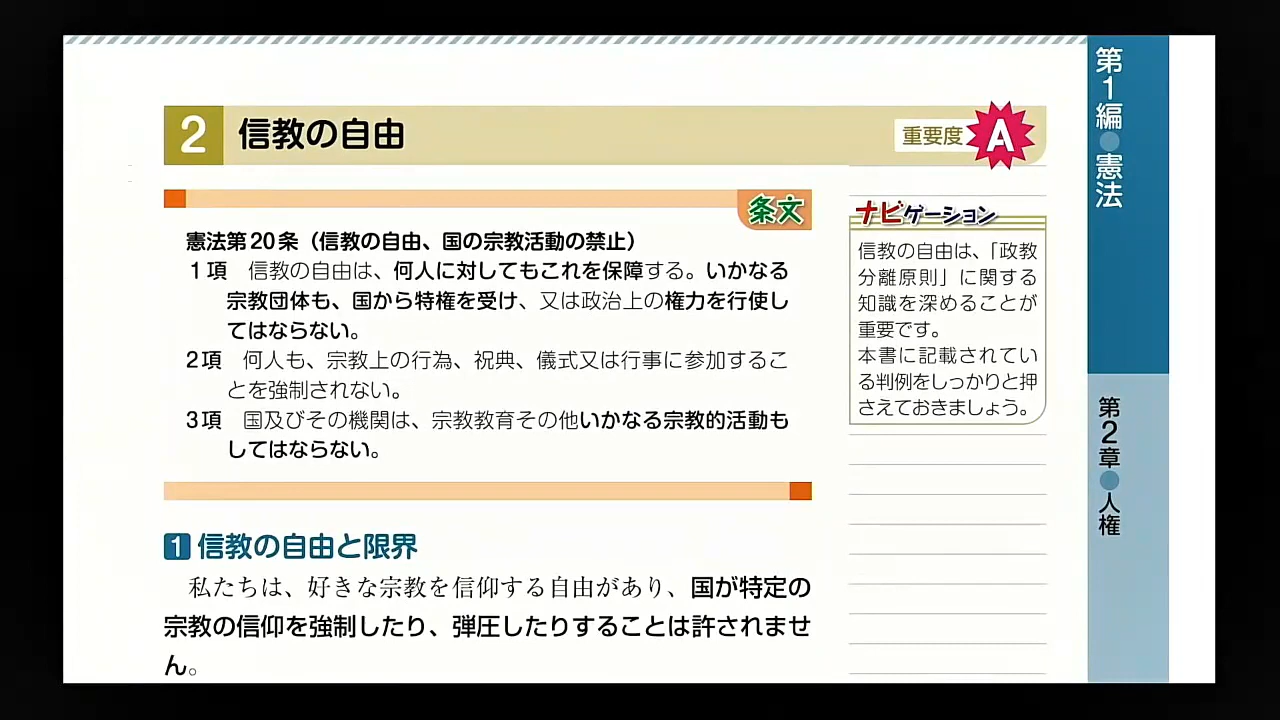 2 信教の自由
重要度 A
条文
憲法第20条（信教の自由、国の宗教活動の禁止）
1項　信教の自由は、何人に対してもこれを保障する。いかなる
宗教団体も、国から特権を受け、又は政治上の権力を行使し
てはならない。
2項　何人も、宗教上の行為、祝典、儀式又は行事に参加するこ
とを強制されない。
3項　国及びその機関は、宗教教育その他いかなる宗教的活動も
してはならない。
1 信教の自由と限界
私たちは、好きな宗教を信仰する自由があり、国が特定の
宗教の信仰を強制したり、弾圧したりすることは許されませ
ん。
ナビゲーション
信教の自由は、「政教
分離原則」に関する
知識を深めることが
重要です。
本書に記載されてい
る判例をしっかりと押
さえておきましょう。
第1編●憲法
第2章●人権